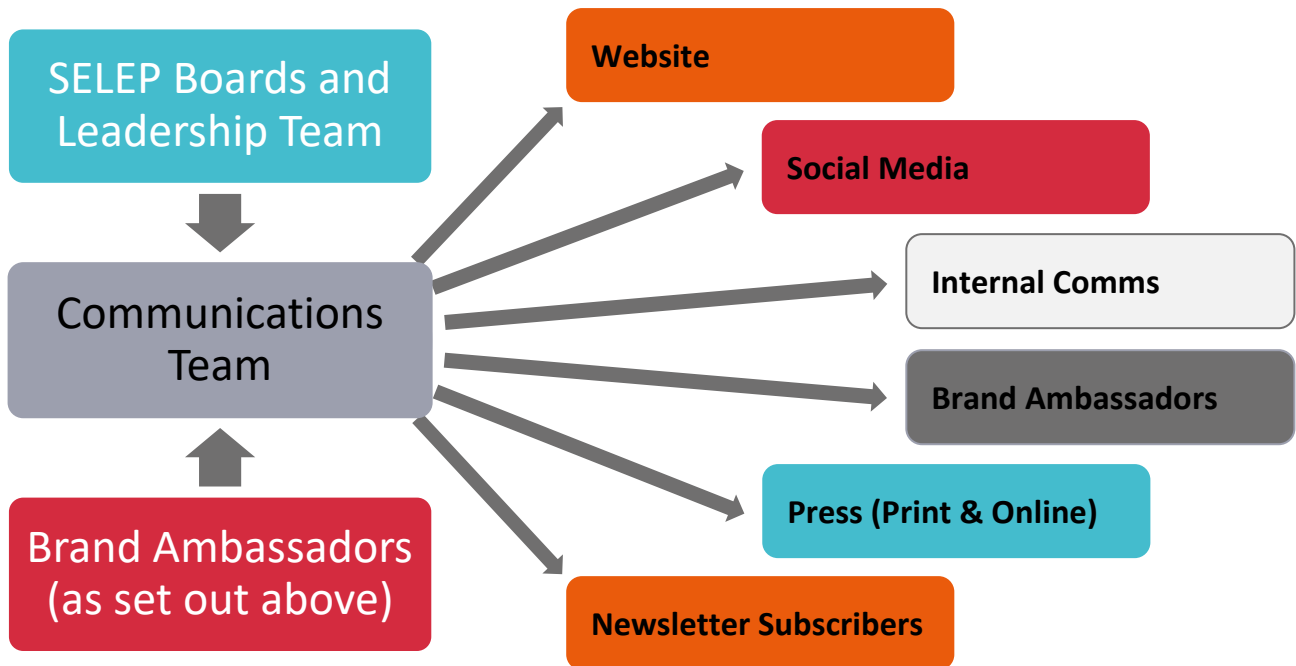 SELEP Boards and
Leadership Team
Communications
Team
Brand Ambassadors
(as set out above)
Website
Social Media
Internal Comms
Brand Ambassadors
Press (Print & Online)
Newsletter Subscribers